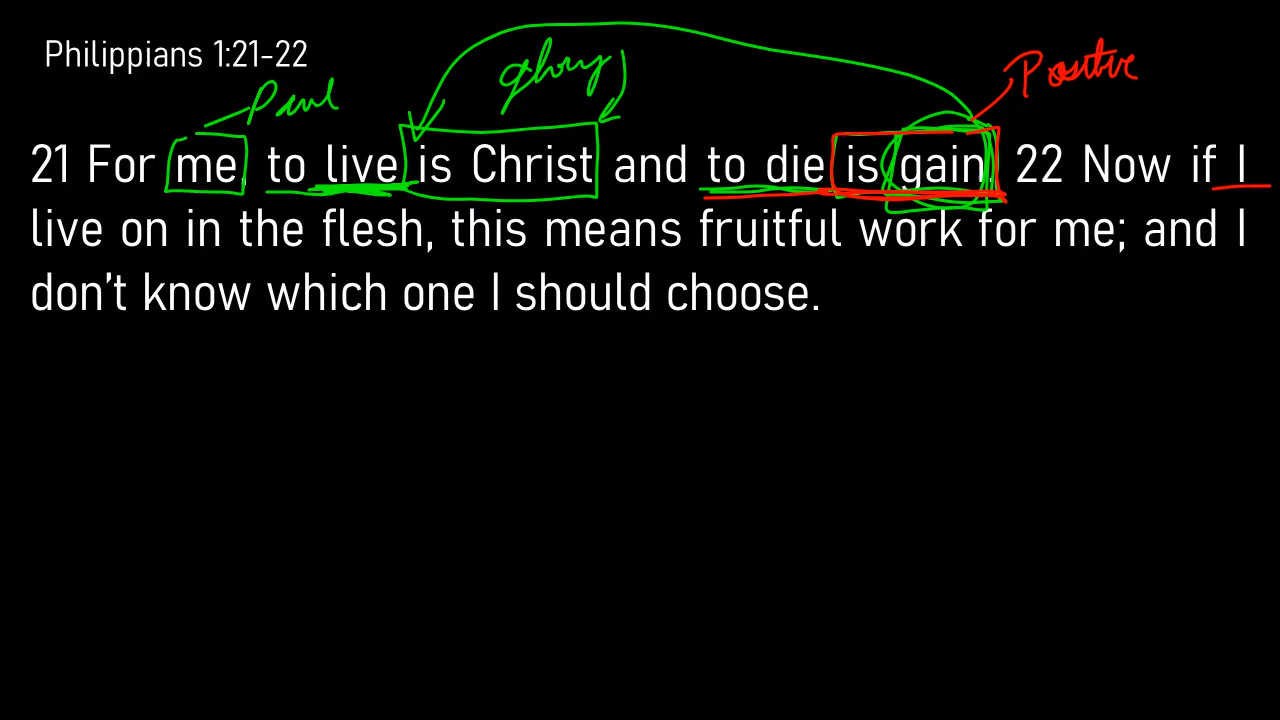 Philippians 1:21-22
glory
Positive
Paul
21 For me, to live is Christ and to die is gain. 22 Now if I
live on in the flesh, this means fruitful work for me; and I
don't know which one I should choose.